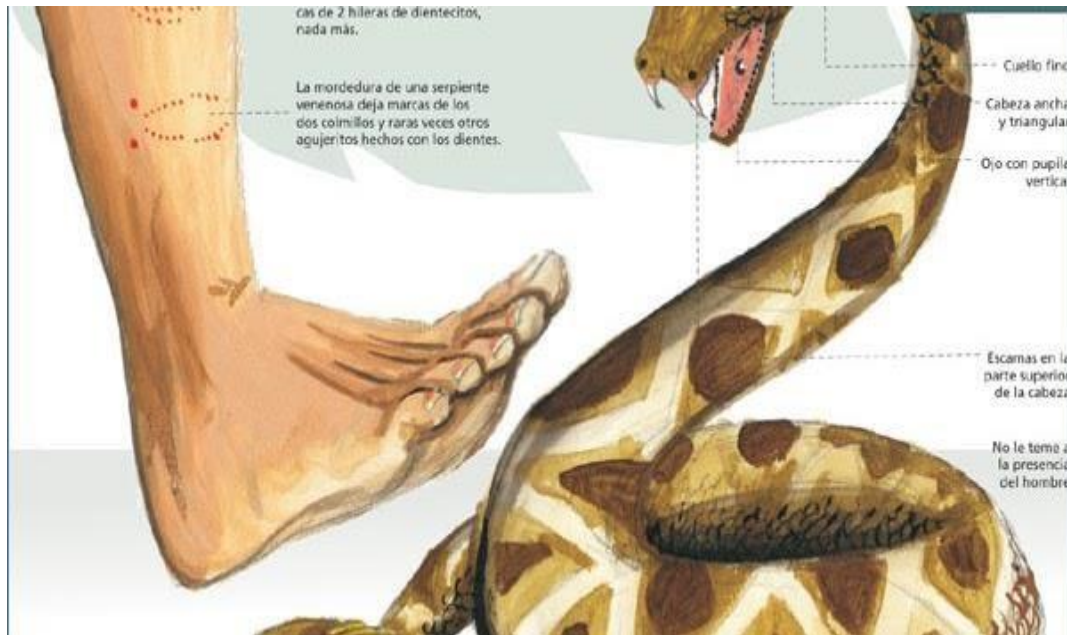 cas de 2 hileras de dientecitos,
nada más.
La mordedura de una serpiente
venenosa deja marcas de los
dos colmillos y raras veces otros
agujeritos hechos con los dientes.
Cuello fino
Cabeza ancha
y triangular
Ojo con pupila
vertica
Escamas en la
parte superior
de la cabeza
No le teme a
la presencia
del hombre